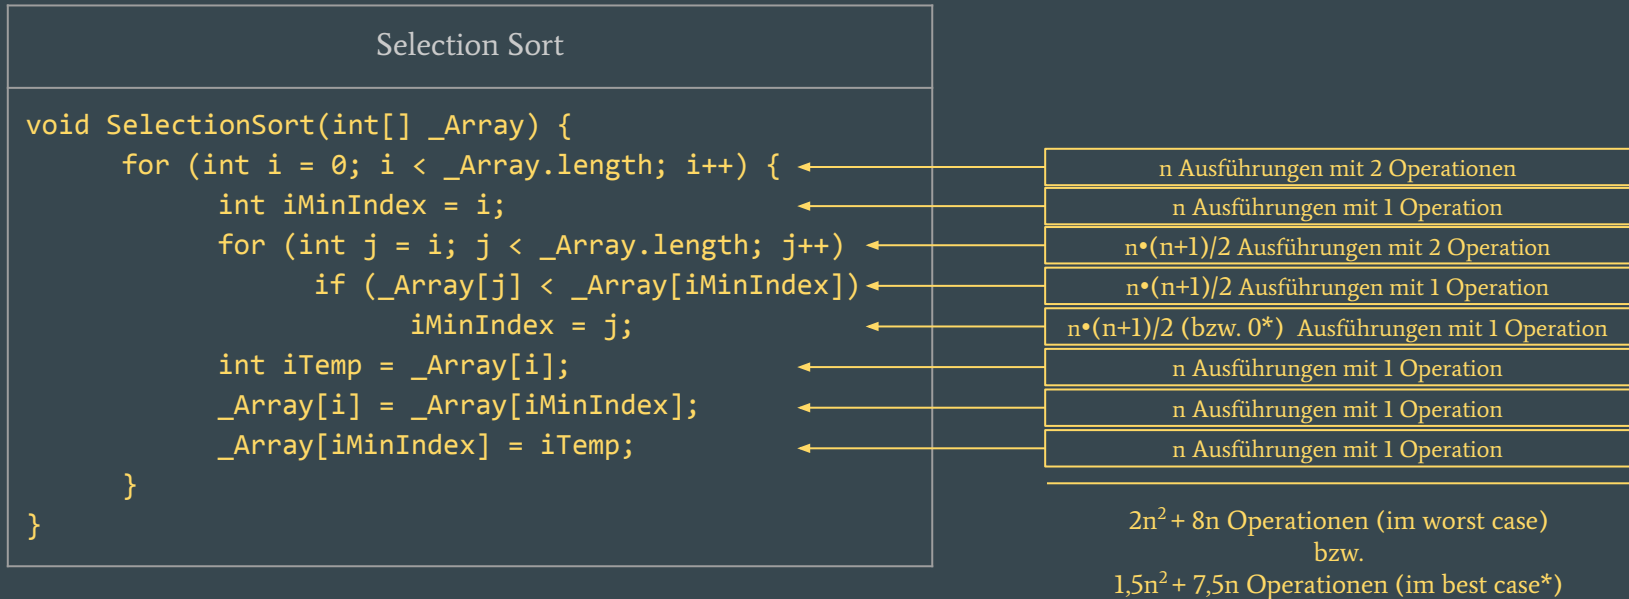 Selection Sort
void SelectionSort(int[] _Array) {
for (int i = 0; i < _Array.length; i++) {
n Ausführungen mit 2 Operationen
int iMinIndex = i;
n Ausführungen mit 1 Operation
for (int j = i; j < _Array.length; j++)
n•(n+1)/2 Ausführungen mit 2 Operation
if (_Array[j] < _Array[iMinIndex])
n•(n+1)/2 Ausführungen mit 1 Operation
iMinIndex = j;
n•(n+1)/2 (bzw. 0*) Ausführungen mit 1 Operation
int iTemp = _Array[i];
n Ausführungen mit 1 Operation
_Array[i] = _Array[iMinIndex];
n Ausführungen mit 1 Operation
_Array[iMinIndex] = iTemp;
n Ausführungen mit 1 Operation
}
}
2n² + 8n Operationen (im worst case)
bzw.
1,5n² + 7,5n Operationen (im best case*)